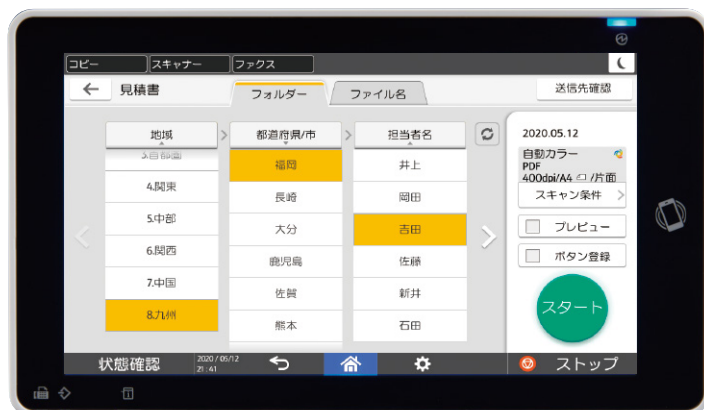 コピー
スキャナー
ファクス
見積書
フォルダー
ファイル名
送信先確認
地域
都道府県/市
担当者名
4.関東
5.中部
6.関西
7.中国
8.九州
福岡
長崎
大分
鹿児島
佐賀
熊本
井上
岡田
吉田
佐藤
新井
石田
2020.05.12
自動カラー
PDF
400dpi/A4 /片面
スキャン条件
プレビュー
ボタン登録
スタート
状態確認
2020 / 05/12
21 : 41
ストップ